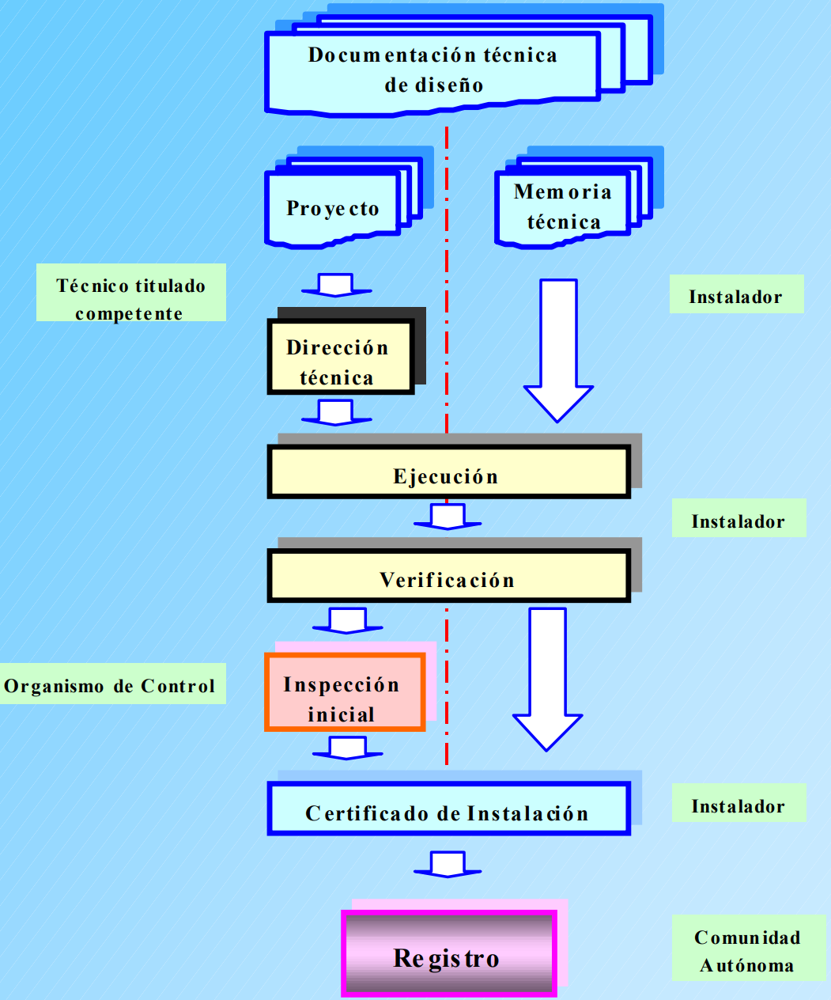 Documentación técnica
de diseño
Proyecto
Memoria
técnica
Técnico titulado
competente
Instalador
Dirección
técnica
Ejecución
Instalador
Verificación
Organismo de Control
Inspección
inicial
Certificado de Instalación
Instalador
Registro
Comunidad
Autónoma